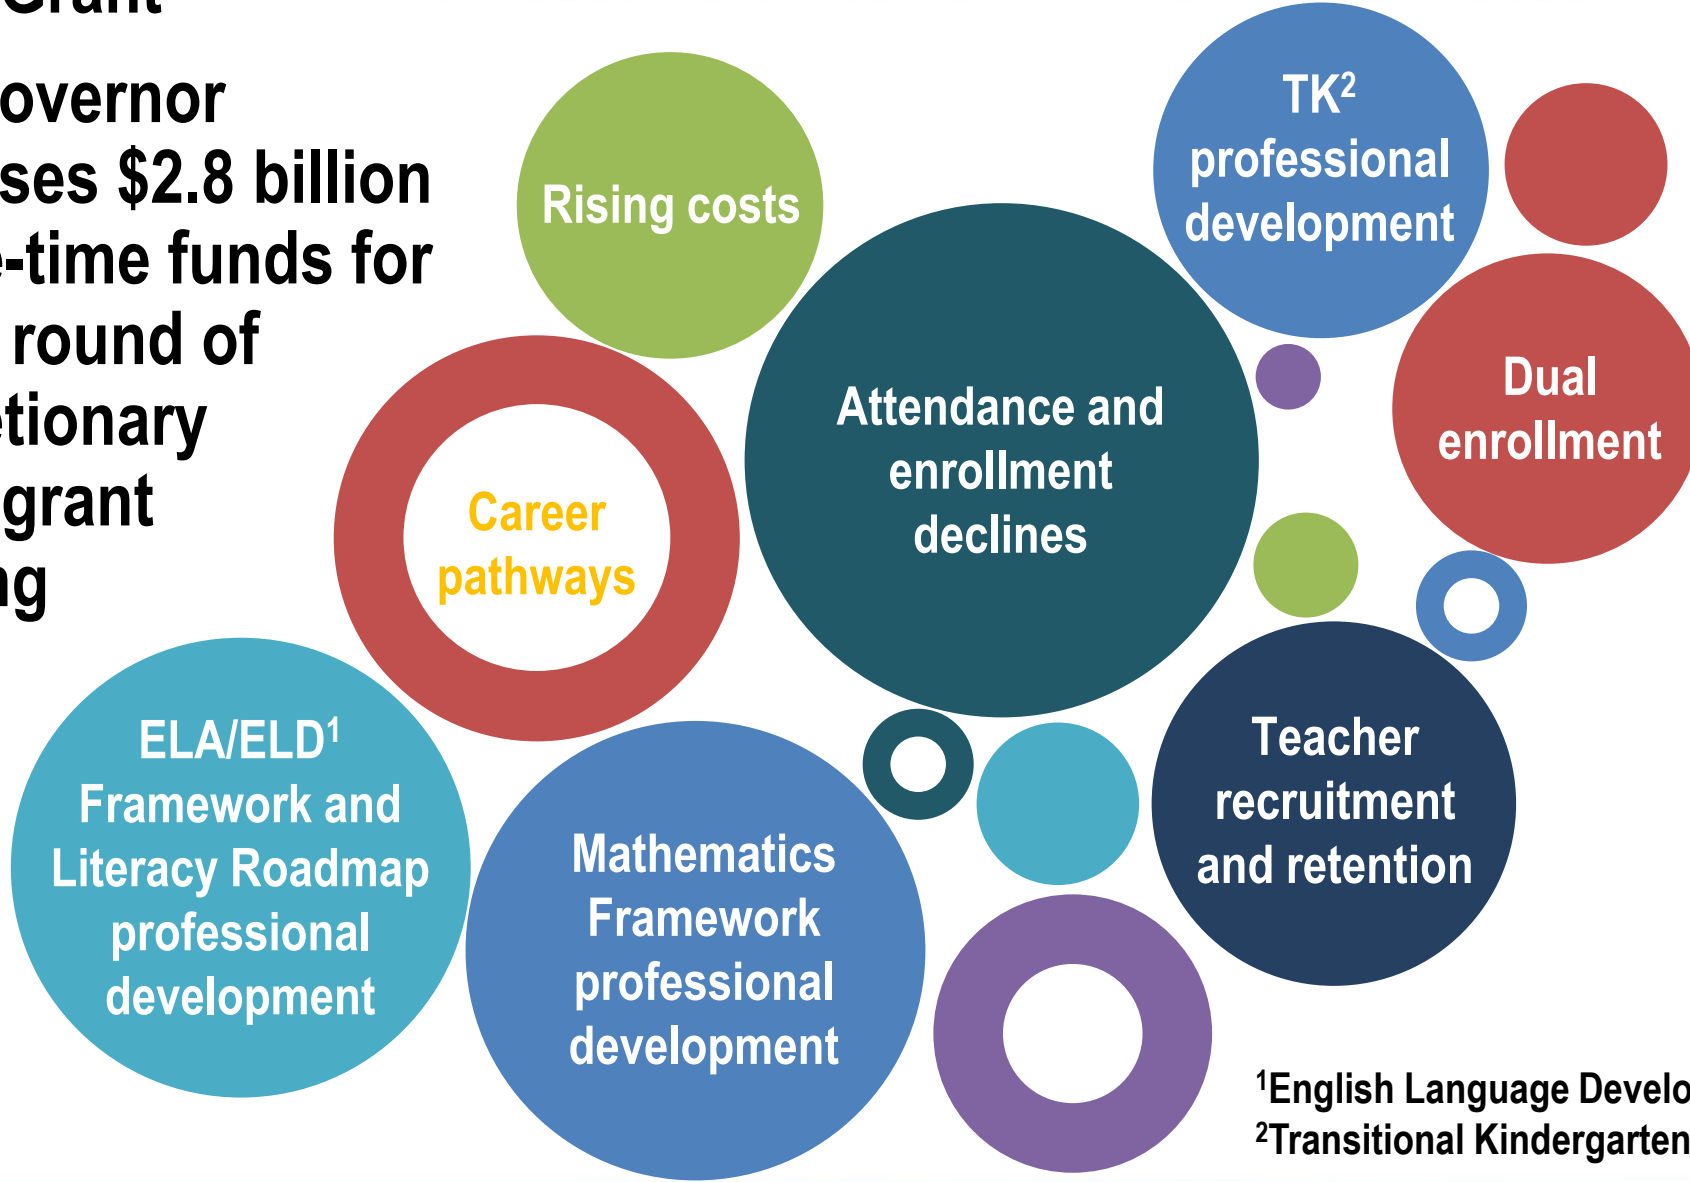 Grant
overnor
ses $2.8 billion
e-time funds for
round of
etionary
grant
ng
Rising costs
TK²
professional
development
Attendance and
enrollment
declines
Dual
enrollment
Career
pathways
ELA/ELD¹
Framework and
Literacy Roadmap
professional
development
Mathematics
Framework
professional
development
Teacher
recruitment
and retention
¹English Language Develo
²Transitional Kindergarten